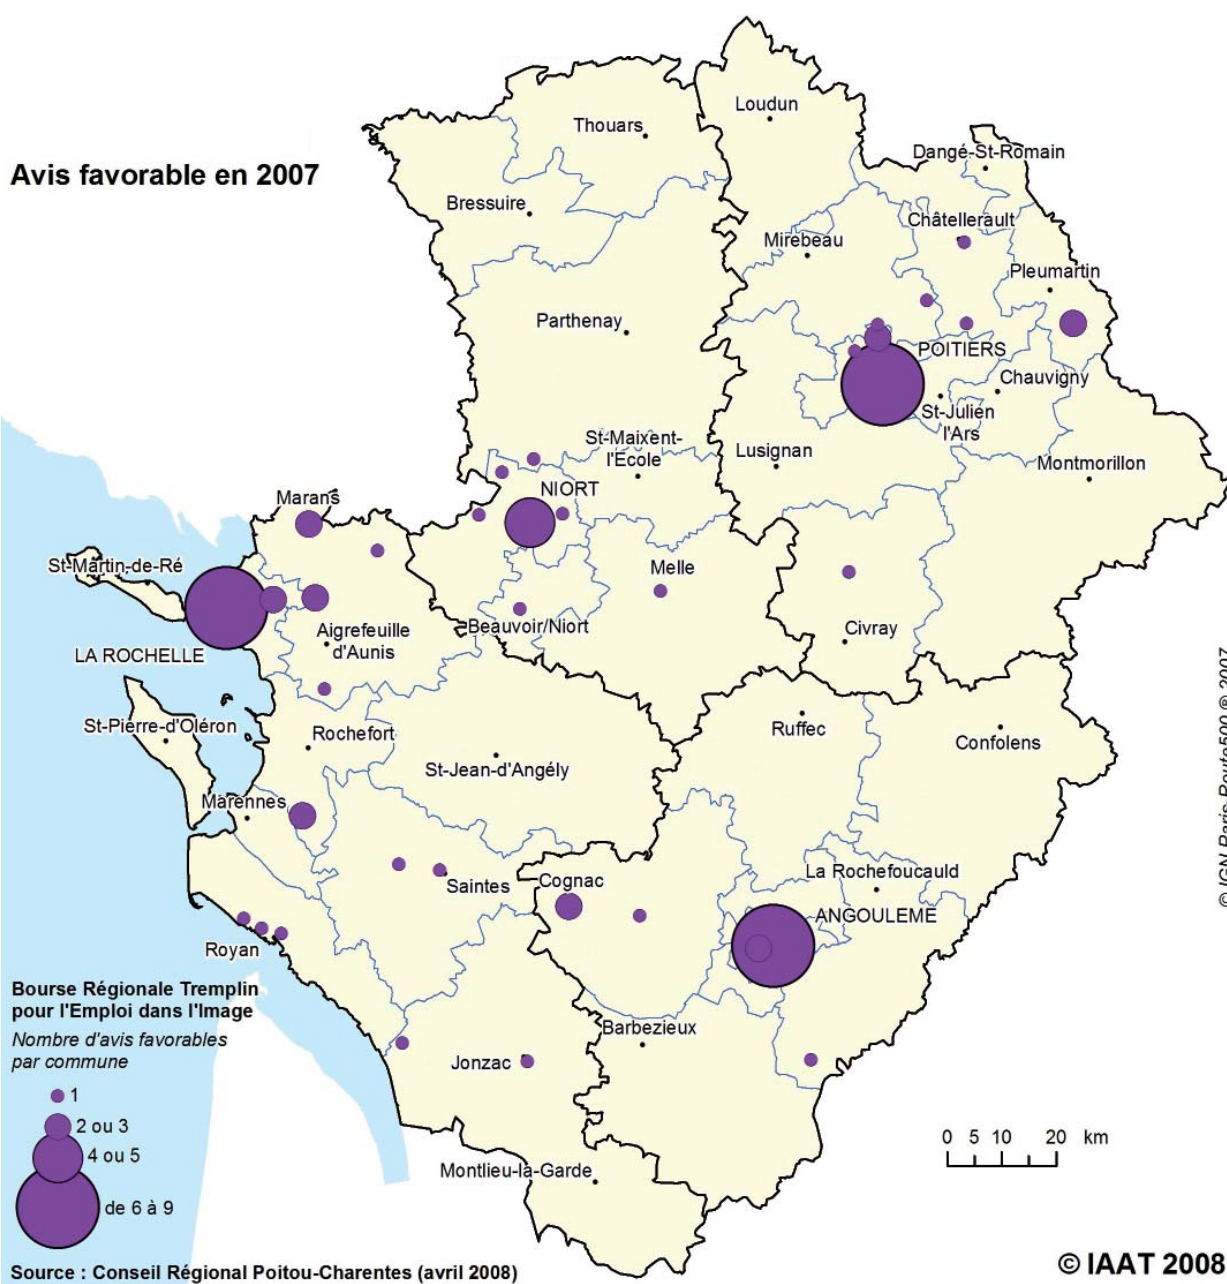 Avis favorable en 2007
Loudun
Thouars
Dangé-St-Romain
Bressuire
Châtellerault
Mirebeau
Pleumartin
Parthenay
POITIERS
Chauvigny
St-Julien
l'Ars
St-Maixent-
l'Ecole
Lusignan
Montmorillon
NIORT
Marans
St-Martin-de-Ré
Melle
Beauvoir/Niort
Civray
Aigrefeuille
d'Aunis
LA ROCHELLE
St-Pierre-d'Oléron
Rochefort
Ruffec
Confolens
St-Jean-d'Angély
Marennes
La Rochefoucauld
Saintes
Cognac
ANGOULEME
Royan
Barbezieux
Jonzac
Montlieu-la-Garde
Bourse Régionale Tremplin
pour l'Emploi dans l'Image
Nombre d'avis favorables
par commune
1
2 ou 3
4 ou 5
de 6 à 9
0 5 10 20 km
Source : Conseil Régional Poitou-Charentes (avril 2008)
© IAAT 2008
© IGN Paris-Route500 ® 2007